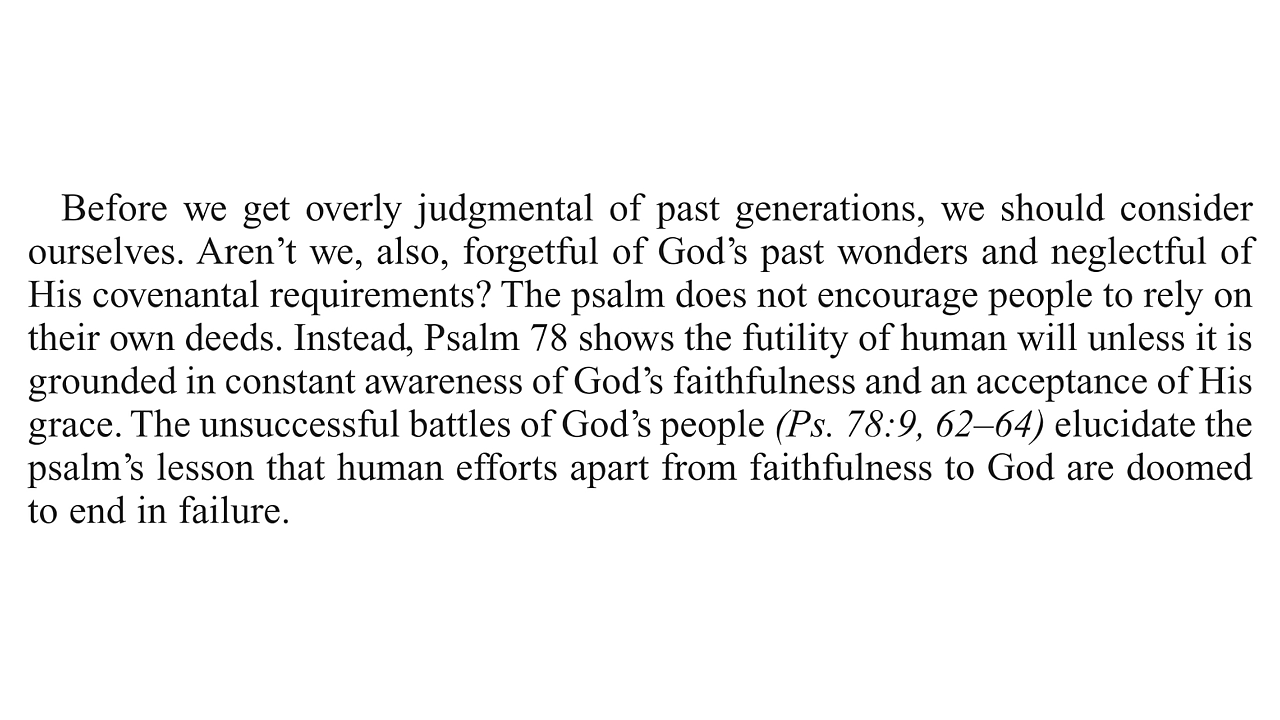 Before we get overly judgmental of past generations, we should consider
ourselves. Aren’t we, also, forgetful of God’s past wonders and neglectful of
His covenantal requirements? The psalm does not encourage people to rely on
their own deeds. Instead, Psalm 78 shows the futility of human will unless it is
grounded in constant awareness of God’s faithfulness and an acceptance of His
grace. The unsuccessful battles of God’s people (Ps. 78:9, 62–64) elucidate the
psalm’s lesson that human efforts apart from faithfulness to God are doomed
to end in failure.